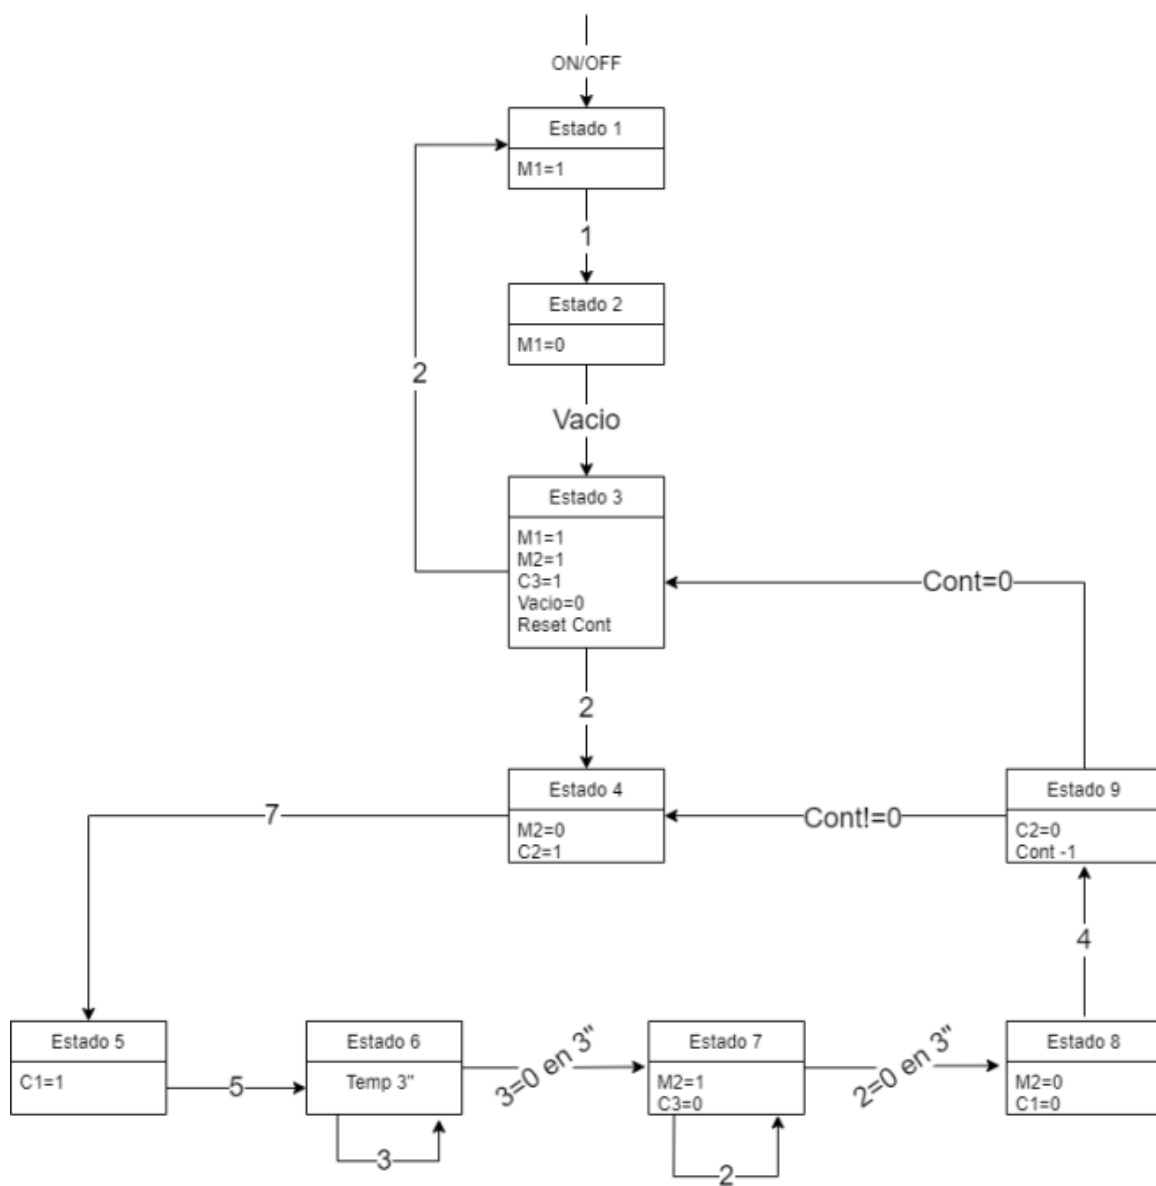 ON/OFF
Estado 1
M1=1
1
Estado 2
M1=0
2
Vacio
Estado 3
M1=1
M2=1
C3=1
Vacio=0
Reset Cont
Cont=0
2
Estado 4
M2=0
C2=1
7
Cont!=0
Estado 9
C2=0
Cont -1
4
Estado 5
C1=1
5
Estado 6
Temp 3"
3
3=0 en 3"
Estado 7
M2=1
C3=0
2
2=0 en 3"
Estado 8
M2=0
C1=0